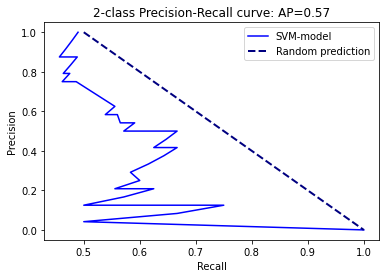 2-class Precision-Recall curve: AP=0.57
SVM-model
Random prediction
Precision
1.0
0.8
0.6
0.4
0.2
0.0
0.5
0.6
0.7
0.8
0.9
1.0
Recall